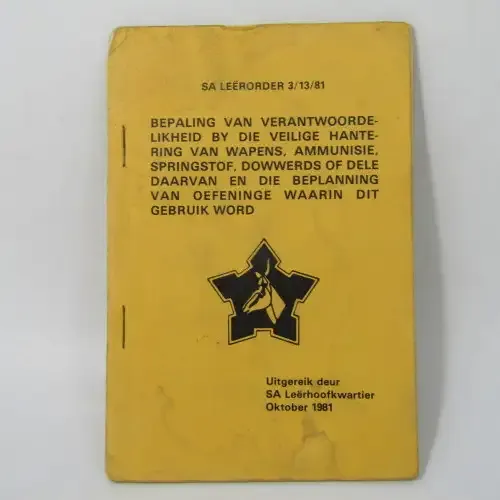 SA LEËRORDER 3/13/81
BEPALING VAN VERANTWOORDE-
LIKHEID BY DIE VEILIGE HANTE-
RING VAN WAPENS, AMMUNISIE,
SPRINGSTOF, DOWWERDS OF DELE
DAARVAN EN DIE BEPLANNING
VAN OEFENINGE WAARIN DIT
GEBRUIK WORD
Uitgereik deur
SA Leërhoofkwartier
Oktober 1981